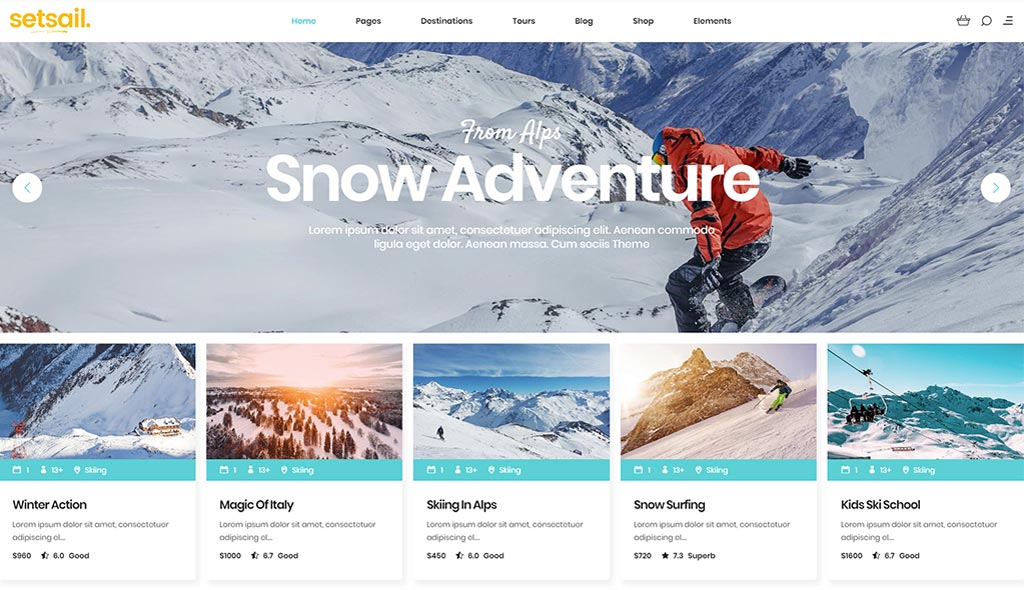 setsail.
Home Pages Destinations Tours Blog Shop Elements
From Alps
Snow Adventure
Lorem ipsum dolor sit amet, consectetuer adipiscing elit. Aenean commodo
ligula eget dolor. Aenean massa. Cum sociis Theme
1 13+ Skiing
Winter Action
Lorem ipsum dolor sit amet, consectetuer
adipiscing el...
$960 6.0 Good
1 13+ Skiing
Magic Of Italy
Lorem ipsum dolor sit amet, consectetuer
adipiscing el...
$1000 6.7 Good
1 13+ Skiing
Skiing In Alps
Lorem ipsum dolor sit amet, consectetuer
adipiscing el...
$450 6.0 Good
1 13+ Skiing
Snow Surfing
Lorem ipsum dolor sit amet, consectetuer
adipiscing el...
$720 7.3 Superb
1 13+ Skiing
Kids Ski School
Lorem ipsum dolor sit amet, consectetuer
adipiscing el...
$1600 6.7 Good